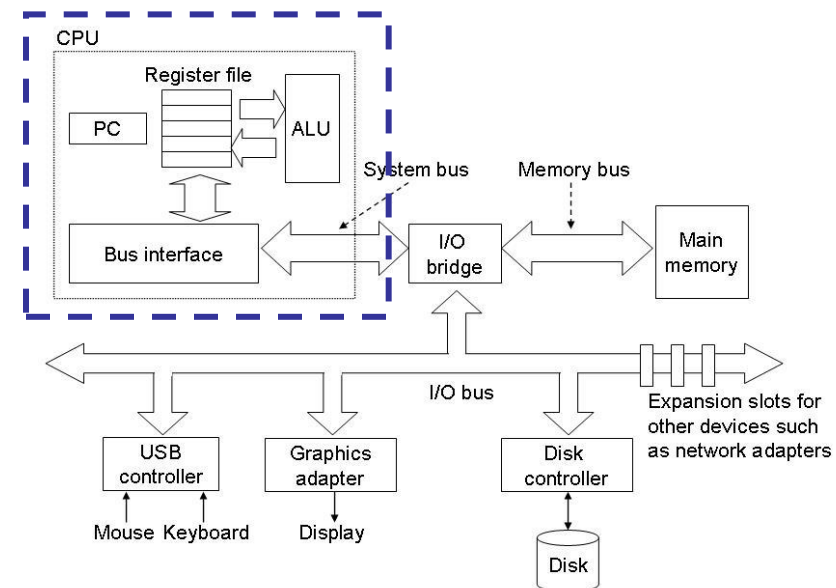 CPU
Register file
PC
ALU
System bus
Memory bus
Bus interface
I/O
bridge
Main
memory
I/O bus
Expansion slots for
other devices such
as network adapters
USB
controller
Graphics
adapter
Disk
controller
Mouse
Keyboard
Display
Disk